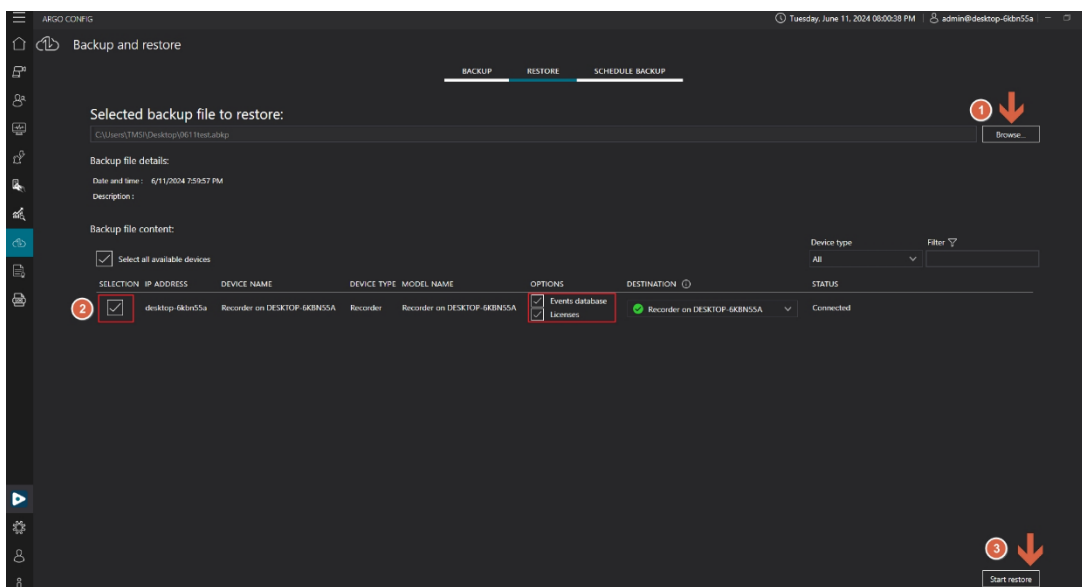 ARGO CONFIG
Tuesday, June 11, 2024 08:00:38 PM
admin@desktop-6kbn55a
Backup and restore
BACKUP RESTORE SCHEDULE BACKUP
Selected backup file to restore:
1
C:\Users\TMSI\Desktop\0611test.abkp
Browse...
Backup file details:
Date and time : 6/11/2024 7:59:57 PM
Description :
Backup file content:
Device type Filter
Select all available devices
All
SELECTION IP ADDRESS DEVICE NAME DEVICE TYPE MODEL NAME OPTIONS DESTINATION STATUS
2 desktop-6kbn55a Recorder on DESKTOP-6KBN55A Recorder Recorder on DESKTOP-6KBN55A Events database Recorder on DESKTOP-6KBN55A Connected
Licenses
3
Start restore